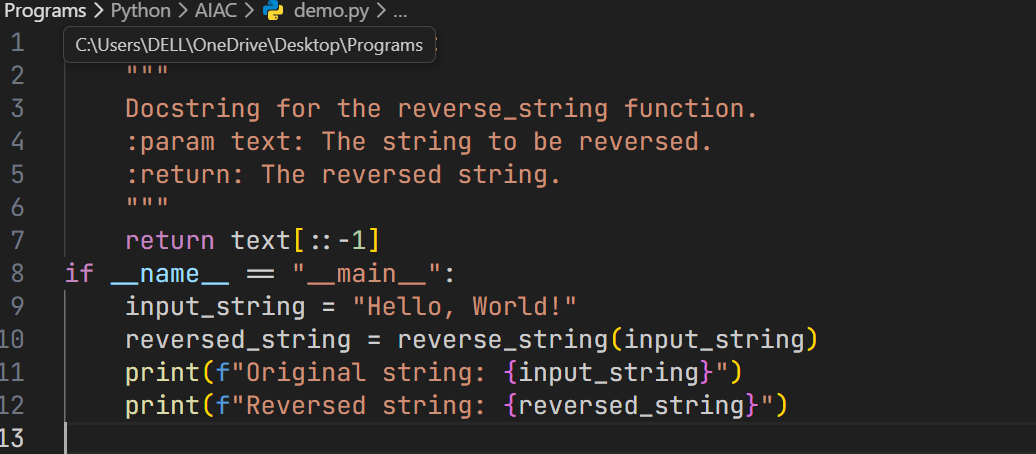 Programs > Python > AIAC > demo.py > ...
1
C:\Users\DELL\OneDrive\Desktop\Programs
2     """
3     Docstring for the reverse_string function.
4     :param text: The string to be reversed.
5     :return: The reversed string.
6     """
7     return text[::-1]
8 if __name__ == "__main__":
9     input_string = "Hello, World!"
10     reversed_string = reverse_string(input_string)
11     print(f"Original string: {input_string}")
12     print(f"Reversed string: {reversed_string}")
13